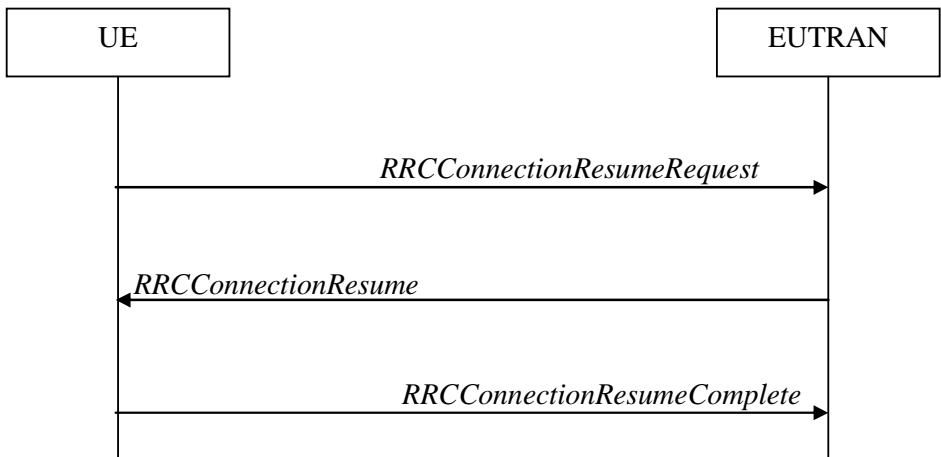 UE
EUTRAN
RRCConnectionResumeRequest
RRCConnectionResume
RRCConnectionResumeComplete